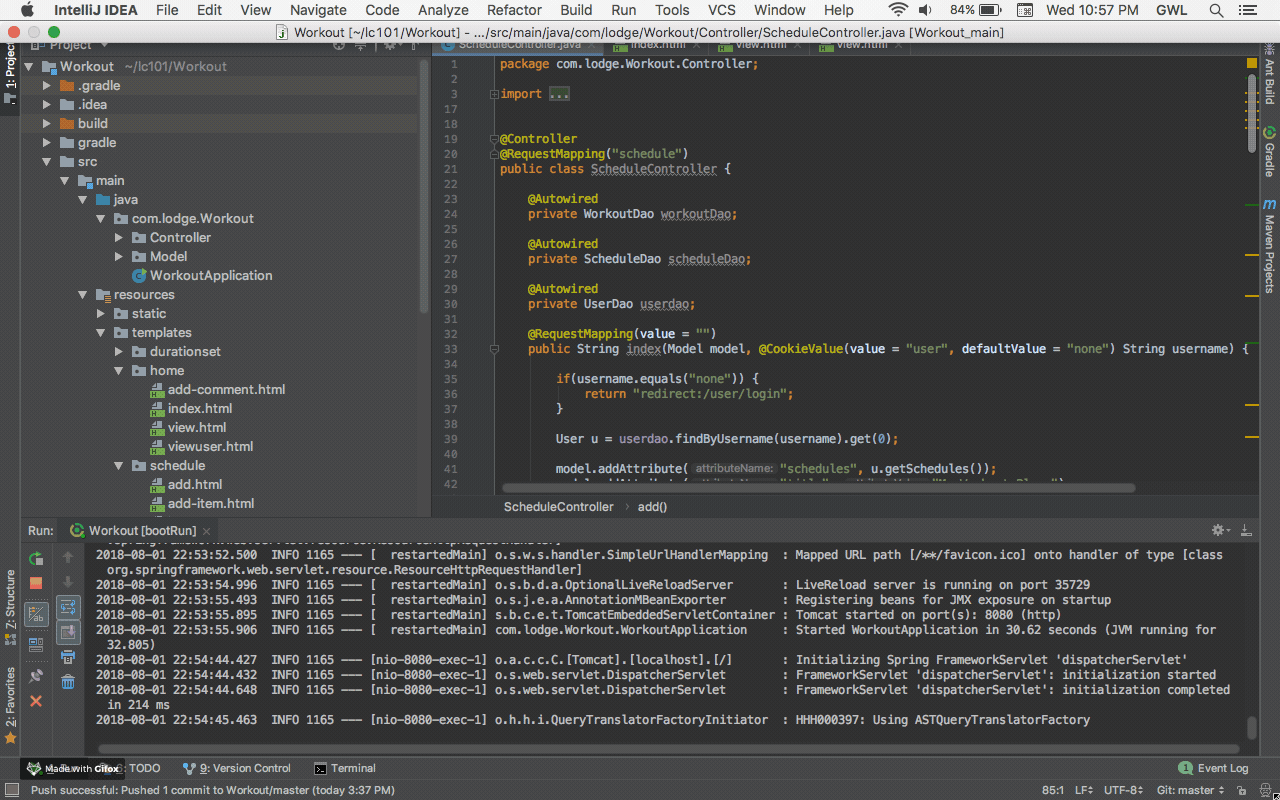 IntelliJ IDEA File Edit View Navigate Code Analyze Refactor Build Run Tools VCS Window Help 84% Wed 10:57 PM GWL
Workout [~/lc101/Workout] - .../src/main/java/com/lodge/Workout/Controller/ScheduleController.java [Workout_main]
Project
ScheduleController.java index.html view.html view.html
1: Project
Workout ~/lc101/Workout
.gradle
.idea
build
gradle
src
main
java
com.lodge.Workout
Controller
Model
WorkoutApplication
resources
static
templates
durationset
home
add-comment.html
index.html
view.html
viewuser.html
schedule
add.html
add-item.html
1 package com.lodge.Workout.Controller;
2
3 import ...
17
18
19 @Controller
20 @RequestMapping("schedule")
21 public class ScheduleController {
22
23 @Autowired
24 private WorkoutDao workoutDao;
25
26 @Autowired
27 private ScheduleDao scheduleDao;
28
29 @Autowired
30 private UserDao userdao;
31
32 @RequestMapping(value = "")
33 public String index(Model model, @CookieValue(value = "user", defaultValue = "none") String username) {
34
35 if(username.equals("none")) {
36 return "redirect:/user/login";
37 }
38
39 User u = userdao.findByUsername(username).get(0);
40
41 model.addAttribute( attributeName: "schedules", u.getSchedules());
42
ScheduleController › add()
Ant Build
Gradle
m Maven Projects
Run: Workout [bootRun]
2018-08-01 22:53:52.500 INFO 1165 --- [ restartedMain] o.s.w.s.handler.SimpleUrlHandlerMapping : Mapped URL path [/**/favicon.ico] onto handler of type [class
org.springframework.web.servlet.resource.ResourceHttpRequestHandler]
2018-08-01 22:53:54.996 INFO 1165 --- [ restartedMain] o.s.b.d.a.OptionalLiveReloadServer : LiveReload server is running on port 35729
2018-08-01 22:53:55.493 INFO 1165 --- [ restartedMain] o.s.j.e.a.AnnotationMBeanExporter : Registering beans for JMX exposure on startup
2018-08-01 22:53:55.895 INFO 1165 --- [ restartedMain] s.b.c.e.t.TomcatEmbeddedServletContainer : Tomcat started on port(s): 8080 (http)
2018-08-01 22:53:55.906 INFO 1165 --- [ restartedMain] com.lodge.Workout.WorkoutApplication : Started WorkoutApplication in 30.62 seconds (JVM running for
32.805)
2018-08-01 22:54:44.427 INFO 1165 --- [nio-8080-exec-1] o.a.c.c.C.[Tomcat].[localhost].[/] : Initializing Spring FrameworkServlet 'dispatcherServlet'
2018-08-01 22:54:44.432 INFO 1165 --- [nio-8080-exec-1] o.s.web.servlet.DispatcherServlet : FrameworkServlet 'dispatcherServlet': initialization started
2018-08-01 22:54:44.648 INFO 1165 --- [nio-8080-exec-1] o.s.web.servlet.DispatcherServlet : FrameworkServlet 'dispatcherServlet': initialization completed
in 214 ms
2018-08-01 22:54:45.463 INFO 1165 --- [nio-8080-exec-1] o.h.h.i.QueryTranslatorFactoryInitiator : HHH000397: Using ASTQueryTranslatorFactory
Z: Structure
2: Favorites
Made with Gifox TODO 9: Version Control Terminal 1 Event Log
Push successful: Pushed 1 commit to Workout/master (today 3:37 PM) 85:1 LF UTF-8 Git: master